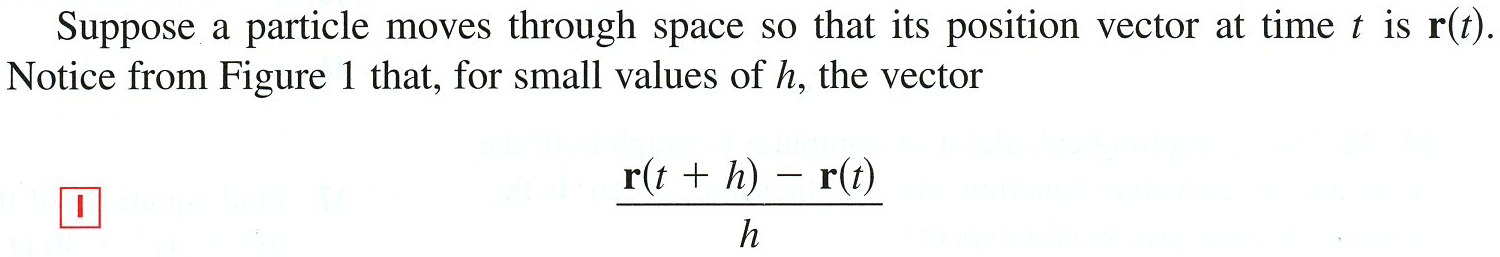 Suppose a particle moves through space so that its position vector at time t is r(t).
Notice from Figure 1 that, for small values of h, the vector
1
r(t + h) − r(t)
h